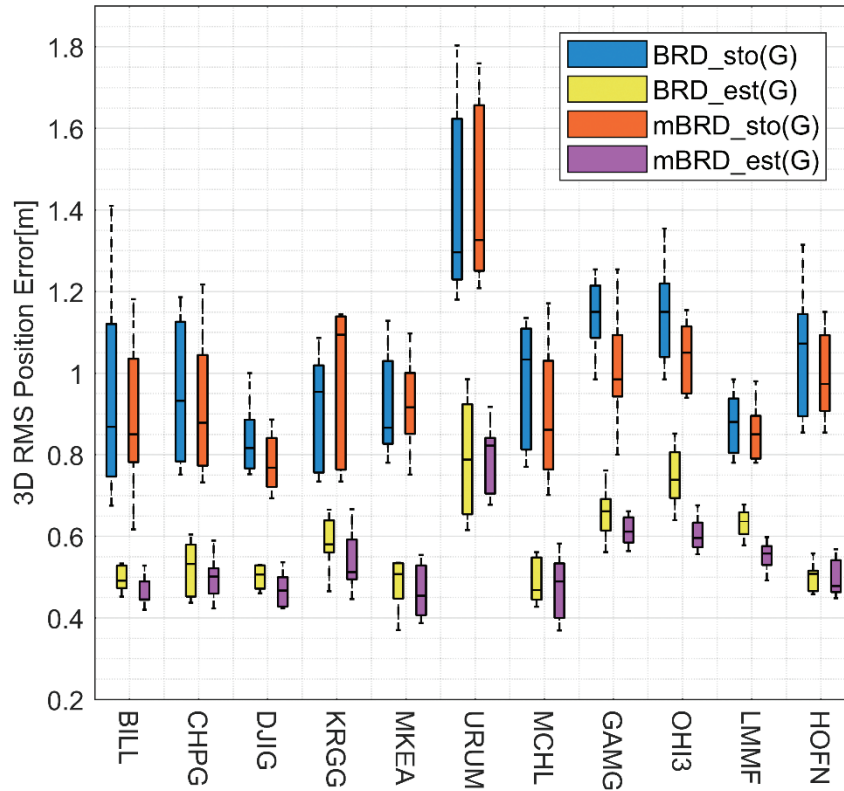 1.8
1.6
1.4
1.2
1
0.8
0.6
0.4
0.2
3D RMS Position Error[m]
BRD_sto(G)
BRD_est(G)
mBRD_sto(G)
mBRD_est(G)
BILL
CHPG
DJIG
KRGG
MKEA
URUM
MCHL
GAMG
OHI3
LMMF
HOFN